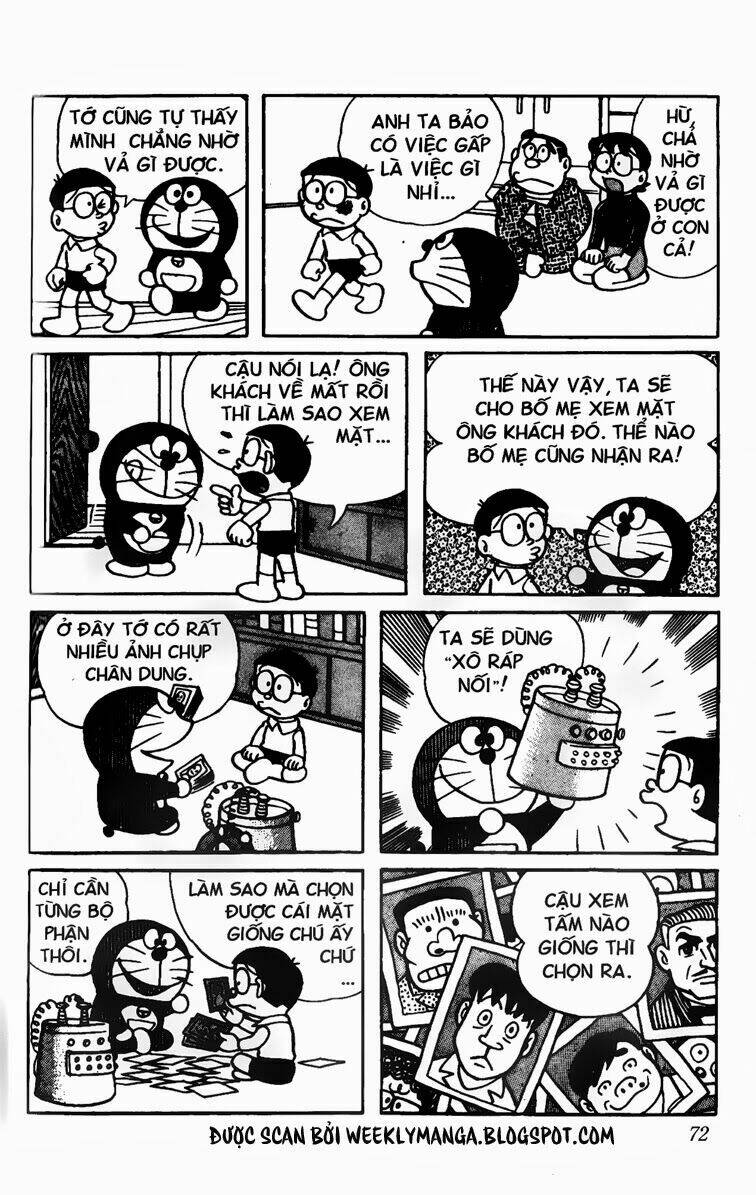 HỪ,
CHẢ
NHỜ
VẢ GÌ
ĐƯỢC
Ở CON
CẢ!
ANH TA BẢO
CÓ VIỆC GẤP
LÀ VIỆC GÌ
NHỈ...
TỚ CŨNG TỰ THẤY
MÌNH CHẲNG NHỜ
VẢ GÌ ĐƯỢC.
THẾ NÀY VẬY, TA SẼ
CHO BỐ MẸ XEM MẶT
ÔNG KHÁCH ĐÓ. THỂ NÀO
BỐ MẸ CŨNG NHẬN RA!
CẬU NÓI LẠ! ÔNG
KHÁCH VỀ MẤT RỒI
THÌ LÀM SAO XEM
MẶT...
TA SẼ DÙNG
"XÔ RÁP
NỐI"!
Ở ĐÂY TỚ CÓ RẤT
NHIỀU ẢNH CHỤP
CHÂN DUNG.
CẬU XEM
TẤM NÀO
GIỐNG THÌ
CHỌN RA.
LÀM SAO MÀ CHỌN
ĐƯỢC CÁI MẶT
GIỐNG CHÚ ẤY
CHỨ
...
CHỈ CẦN
TỪNG BỘ
PHẬN
THÔI.
ĐƯỢC SCAN BỞI WEEKLYMANGA.BLOGSPOT.COM
72